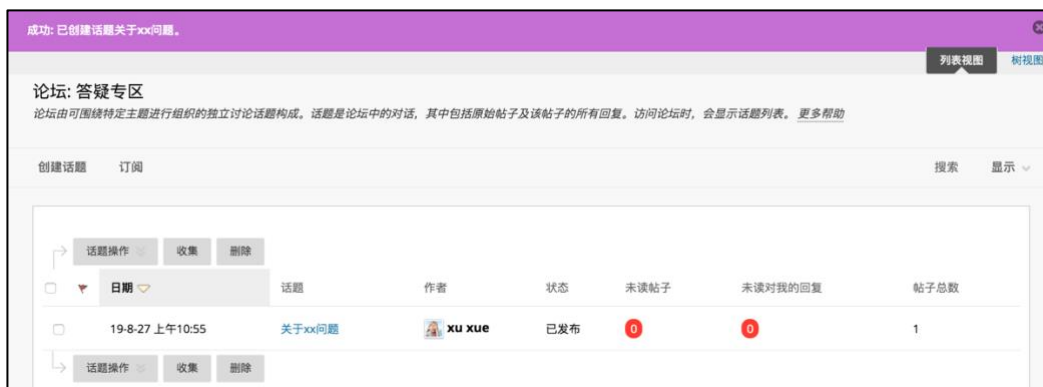 成功: 已创建话题关于xx问题。
列表视图 树视图
论坛: 答疑专区
论坛由可围绕特定主题进行组织的独立讨论话题构成。话题是论坛中的对话，其中包括原始帖子及该帖子的所有回复。访问论坛时，会显示话题列表。 更多帮助
创建话题 订阅 搜索 显示
话题操作 收集 删除
日期 话题 作者 状态 未读帖子 未读对我的回复 帖子总数
19-8-27 上午10:55 关于xx问题 xu xue 已发布 0 0 1
话题操作 收集 删除